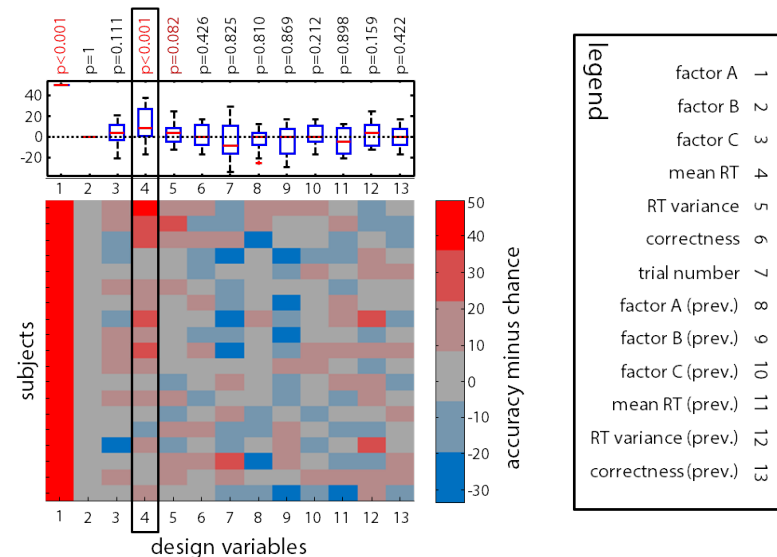 p<0.001
p=1
p=0.111
p<0.001
p=0.082
p=0.426
p=0.825
p=0.810
p=0.869
p=0.212
p=0.898
p=0.159
p=0.422
40
20
0
-20
1 2 3 4 5 6 7 8 9 10 11 12 13
subjects
1 2 3 4 5 6 7 8 9 10 11 12 13
design variables
50
40
30
20
10
0
-10
-20
-30
accuracy minus chance
legend
factor A 1
factor B 2
factor C 3
mean RT 4
RT variance 5
correctness 6
trial number 7
factor A (prev.) 8
factor B (prev.) 9
factor C (prev.) 10
mean RT (prev.) 11
RT variance (prev.) 12
correctness (prev.) 13